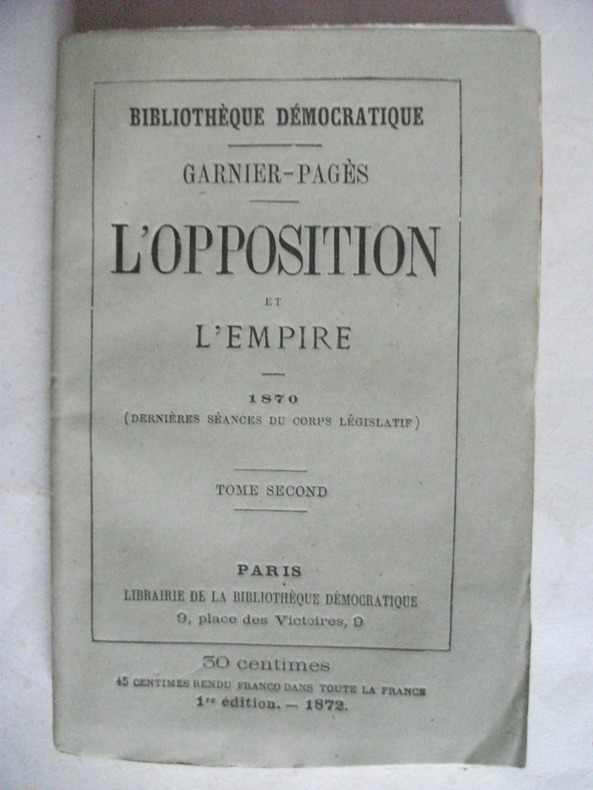 BIBLIOTHÈQUE DÉMOCRATIQUE
GARNIER-PAGÈS
L'OPPOSITION
ET
L'EMPIRE
1870
(DERNIÈRES SÉANCES DU CORPS LÉGISLATIF)
TOME SECOND
PARIS
LIBRAIRIE DE LA BIBLIOTHÈQUE DÉMOCRATIQUE
9, place des Victoires, 9
30 centimes
45 CENTIMES RENDU FRANCO DANS TOUTE LA FRANCE
1re édition. — 1872.